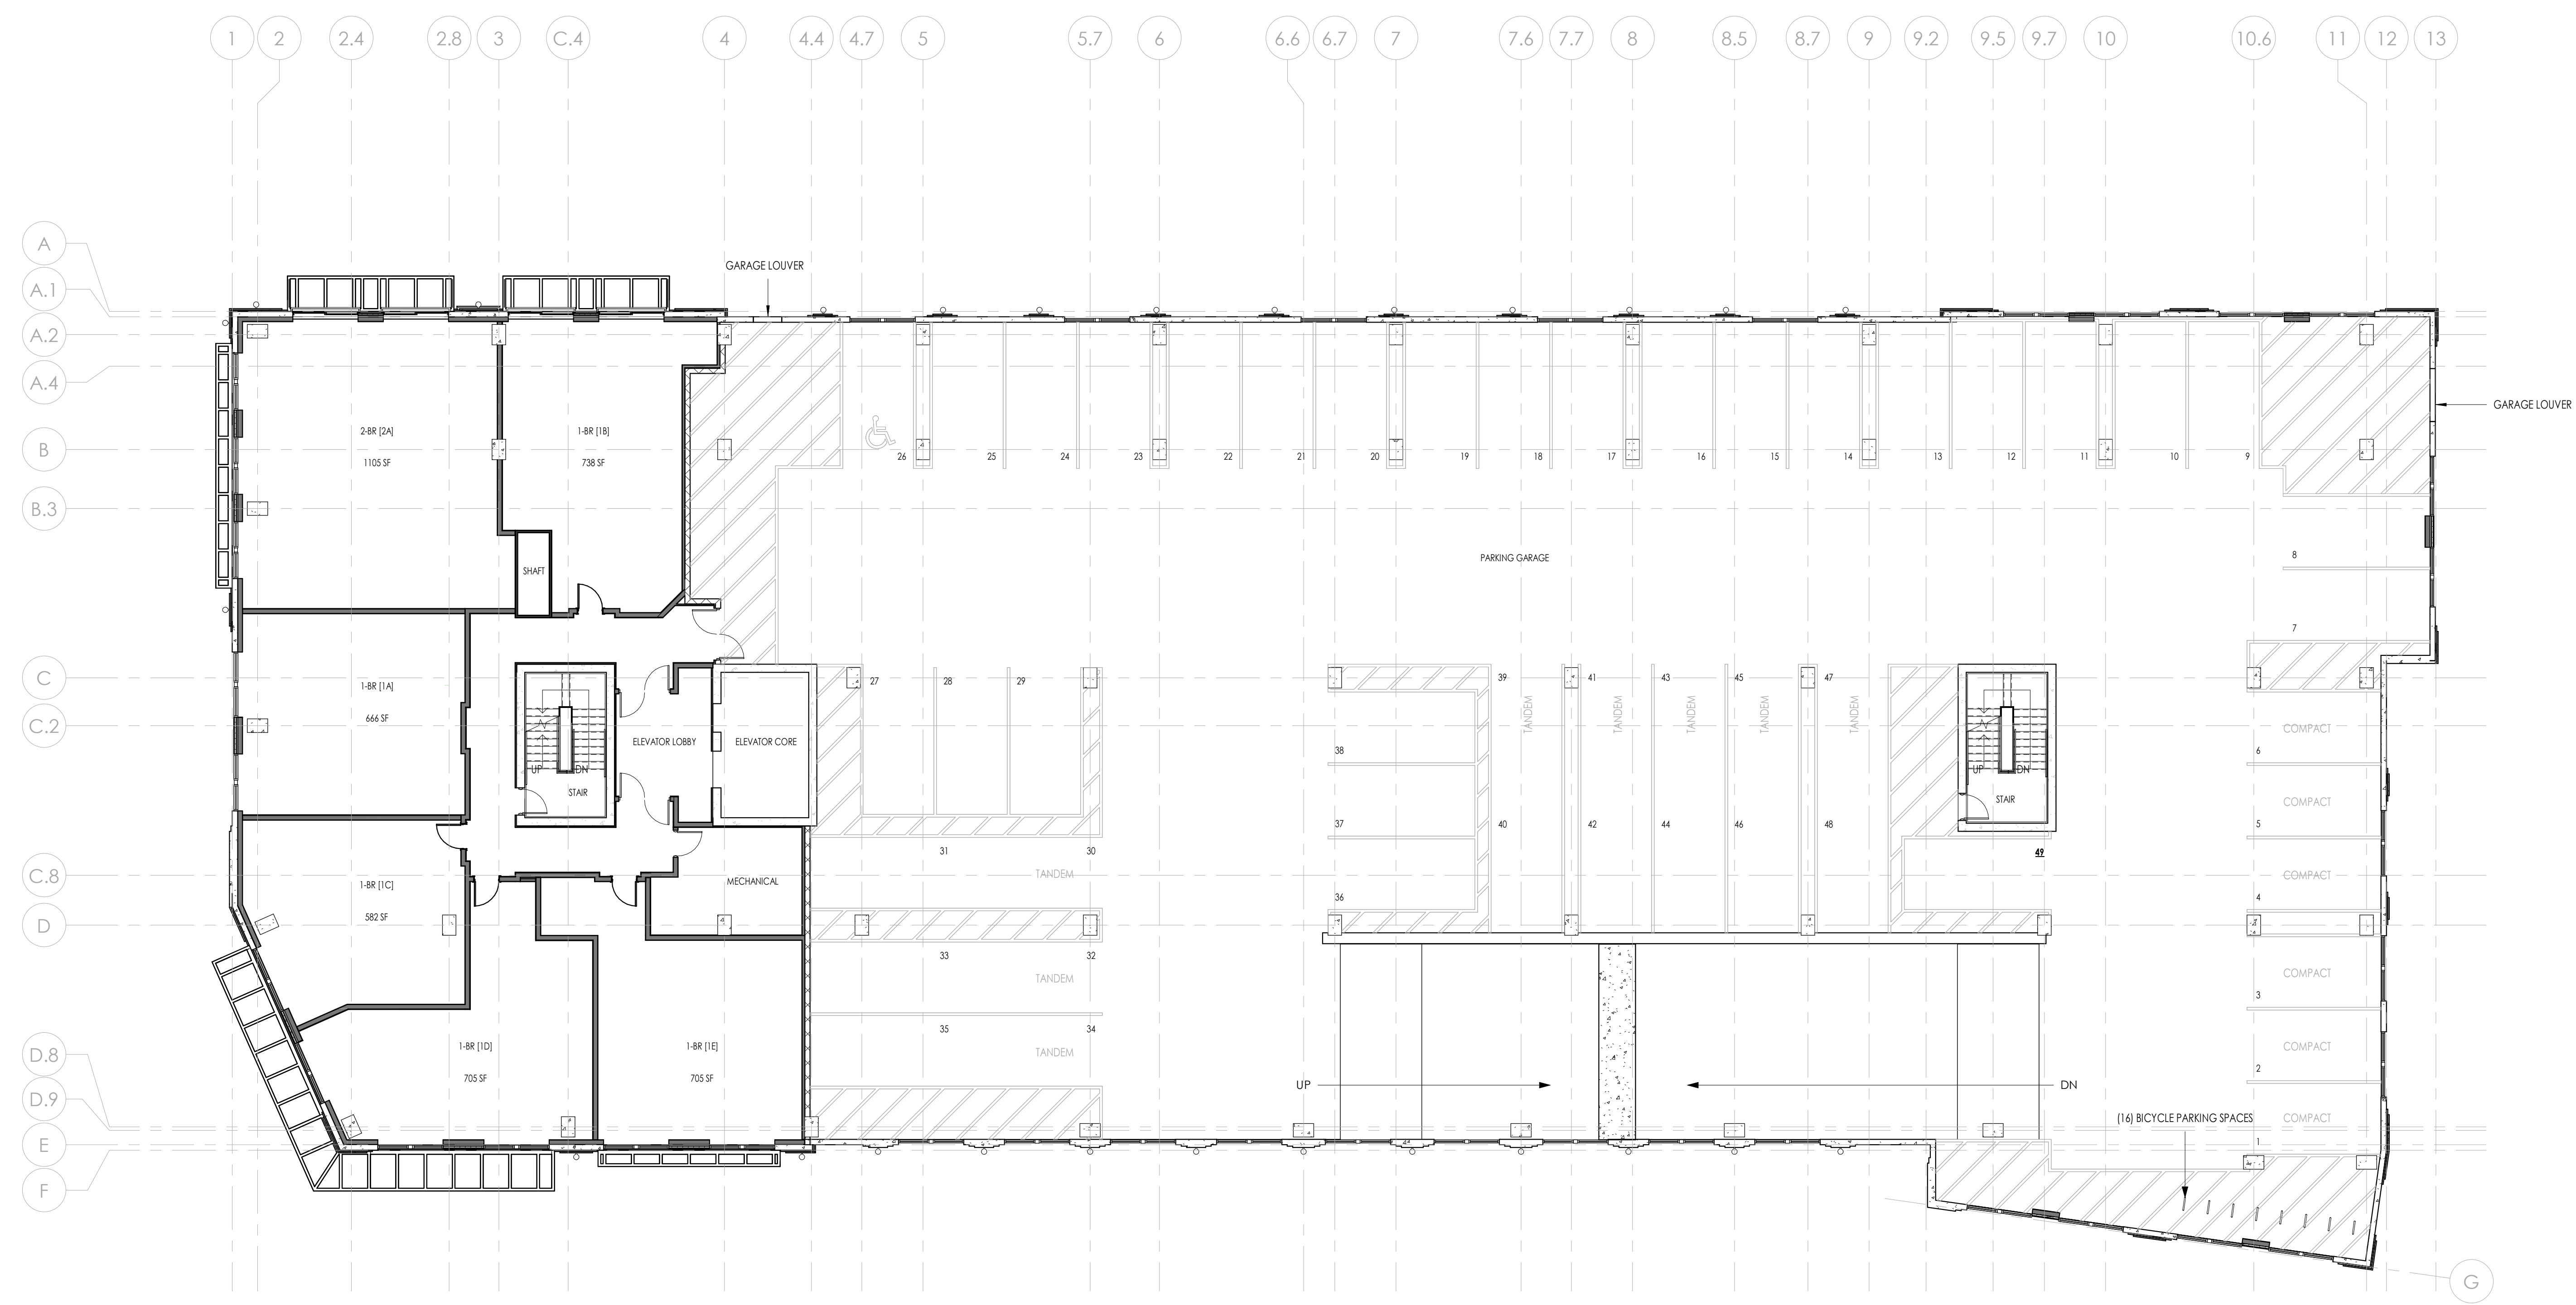 1 2 2.4 2.8 3 C.4 4 4.4 4.7 5 5.7 6 6.6 6.7 7 7.6 7.7 8 8.5 8.7 9 9.2 9.5 9.7 10 10.6 11 12 13
A
GARAGE LOUVER
A.1
A.2
A.4
GARAGE LOUVER
2-BR [2A] 1-BR [1B]
B
26 25 24 23 22 21 20 19 18 17 16 15 14 13 12 11 10 9
1105 SF 738 SF
B.3
8
PARKING GARAGE
SHAFT
7
C
27 28 29 39 41 43 45 47
1-BR [1A]
666 SF
C.2
TANDEM TANDEM TANDEM TANDEM TANDEM
COMPACT
ELEVATOR LOBBY ELEVATOR CORE
38 6
UP DN UP DN
STAIR STAIR
COMPACT
37 40 42 44 46 48 5
31 30 49
C.8
TANDEM COMPACT
MECHANICAL
1-BR [1C]
36 4
582 SF
D
33 32
COMPACT
TANDEM
3
35 34
1-BR [1D] 1-BR [1E] COMPACT
D.8
TANDEM
2
705 SF 705 SF
UP DN
D.9
(16) BICYCLE PARKING SPACES COMPACT
E
1
F
G